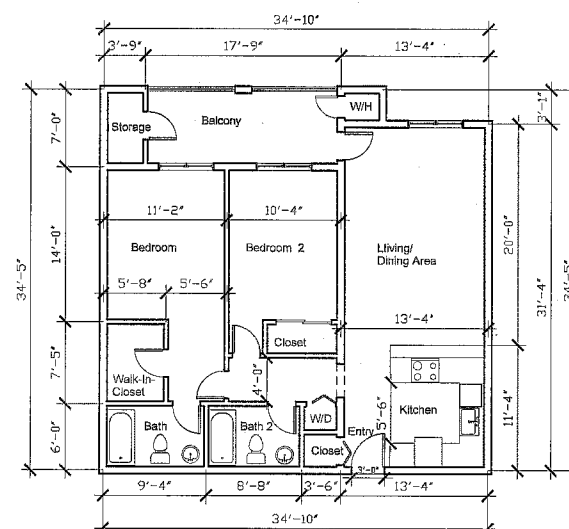 34'-10"
3'-9"
17'-9"
13'-4"
W/H
3'-1"
Storage
Balcony
7'-0"
11'-2"
10'-4"
14'-0"
Bedroom
Bedroom 2
Lliving/
Dining Area
20'-0"
34'-5"
31'-4"
34'-5"
5'-8"
5'-6"
13'-4"
Closet
7'-5"
Walk-In-
Closet
4'-0"
W/D
5'-6"
Kitchen
11'-4"
6'-0"
Bath
Bath 2
Entry
Closet
3'-0"
9'-4"
8'-8"
3'-6"
13'-4"
34'-10"